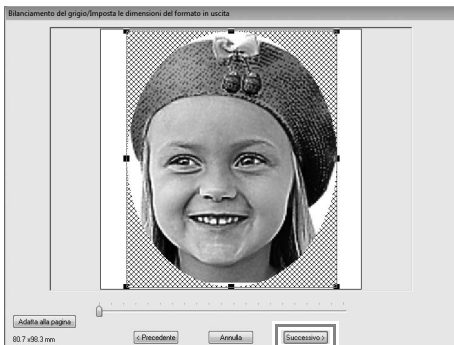 Bilanciamento del grigio/Imposta le dimensioni del formato in uscita
Adatta alla pagina
80.7 x98.3 mm
< Precedente
Annulla
Successivo >